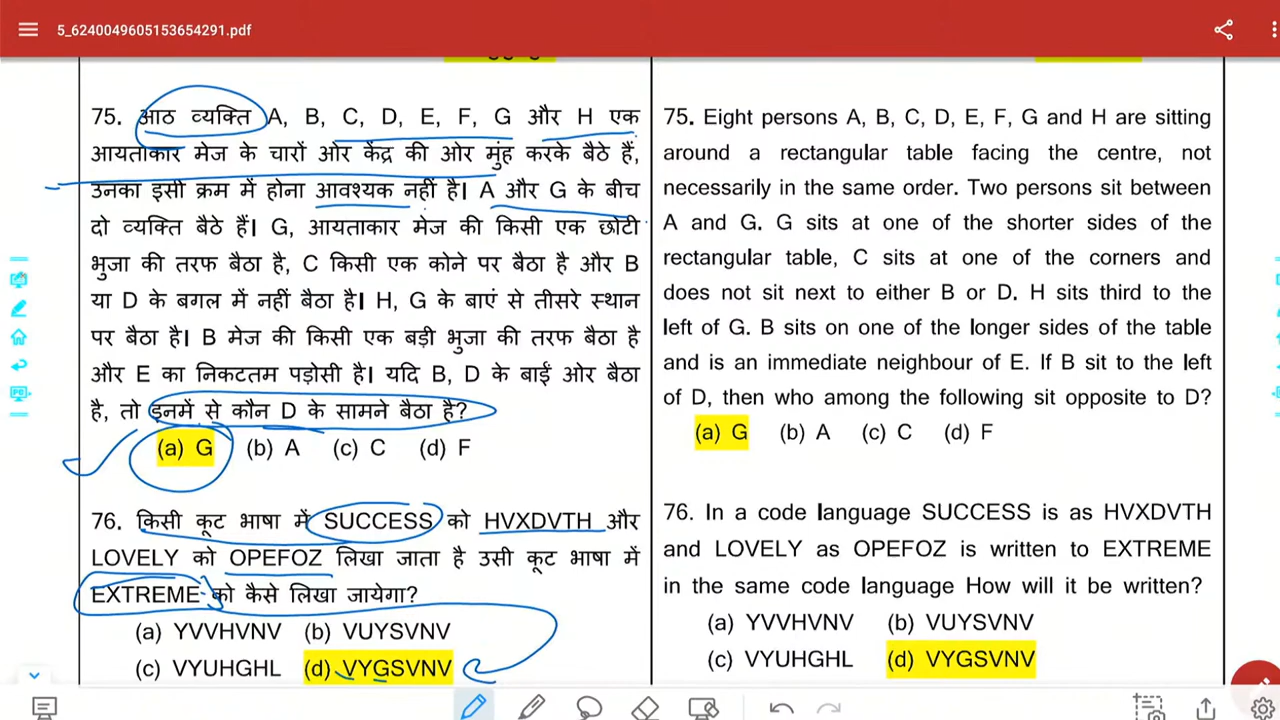 5_6240049605153654291.pdf
75. आठ व्यक्ति A, B, C, D, E, F, G और H एक
आयताकार मेज के चारों ओर केंद्र की ओर मुंह करके बैठे हैं,
उनका इसी क्रम में होना आवश्यक नहीं है। A और G के बीच
दो व्यक्ति बैठे हैं। G, आयताकार मेज की किसी एक छोटी
भुजा की तरफ बैठा है, C किसी एक कोने पर बैठा है और B
या D के बगल में नहीं बैठा है। H, G के बाएं से तीसरे स्थान
पर बैठा है। B मेज की किसी एक बड़ी भुजा की तरफ बैठा है
और E का निकटतम पड़ोसी है। यदि B, D के बाईं ओर बैठा
है, तो इनमें से कौन D के सामने बैठा है?
(a) G (b) A (c) C (d) F
76. किसी कूट भाषा में SUCCESS को HVXDVTH और
LOVELY को OPEFOZ लिखा जाता है उसी कूट भाषा में
EXTREME को कैसे लिखा जायेगा?
(a) YVVHVNV (b) VUYSVNV
(c) VYUHGHL (d) VYGSVNV
75. Eight persons A, B, C, D, E, F, G and H are sitting
around a rectangular table facing the centre, not
necessarily in the same order. Two persons sit between
A and G. G sits at one of the shorter sides of the
rectangular table, C sits at one of the corners and
does not sit next to either B or D. H sits third to the
left of G. B sits on one of the longer sides of the table
and is an immediate neighbour of E. If B sit to the left
of D, then who among the following sit opposite to D?
(a) G (b) A (c) C (d) F
76. In a code language SUCCESS is as HVXDVTH
and LOVELY as OPEFOZ is written to EXTREME
in the same code language How will it be written?
(a) YVVHVNV (b) VUYSVNV
(c) VYUHGHL (d) VYGSVNV